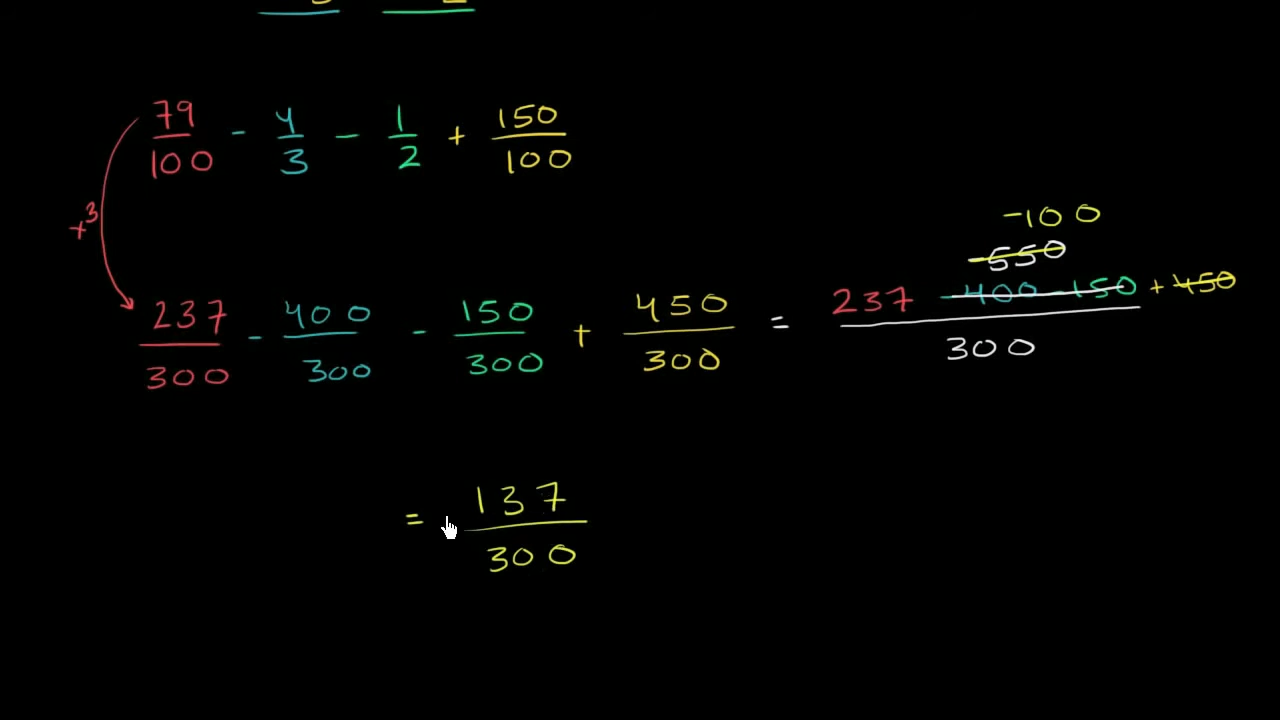 79/100 - 4/3 - 1/2 + 150/100
×3
-100
-550
237/300 - 400/300 - 150/300 + 450/300 = 237 - 400 - 150 + 450/300
= 137/300